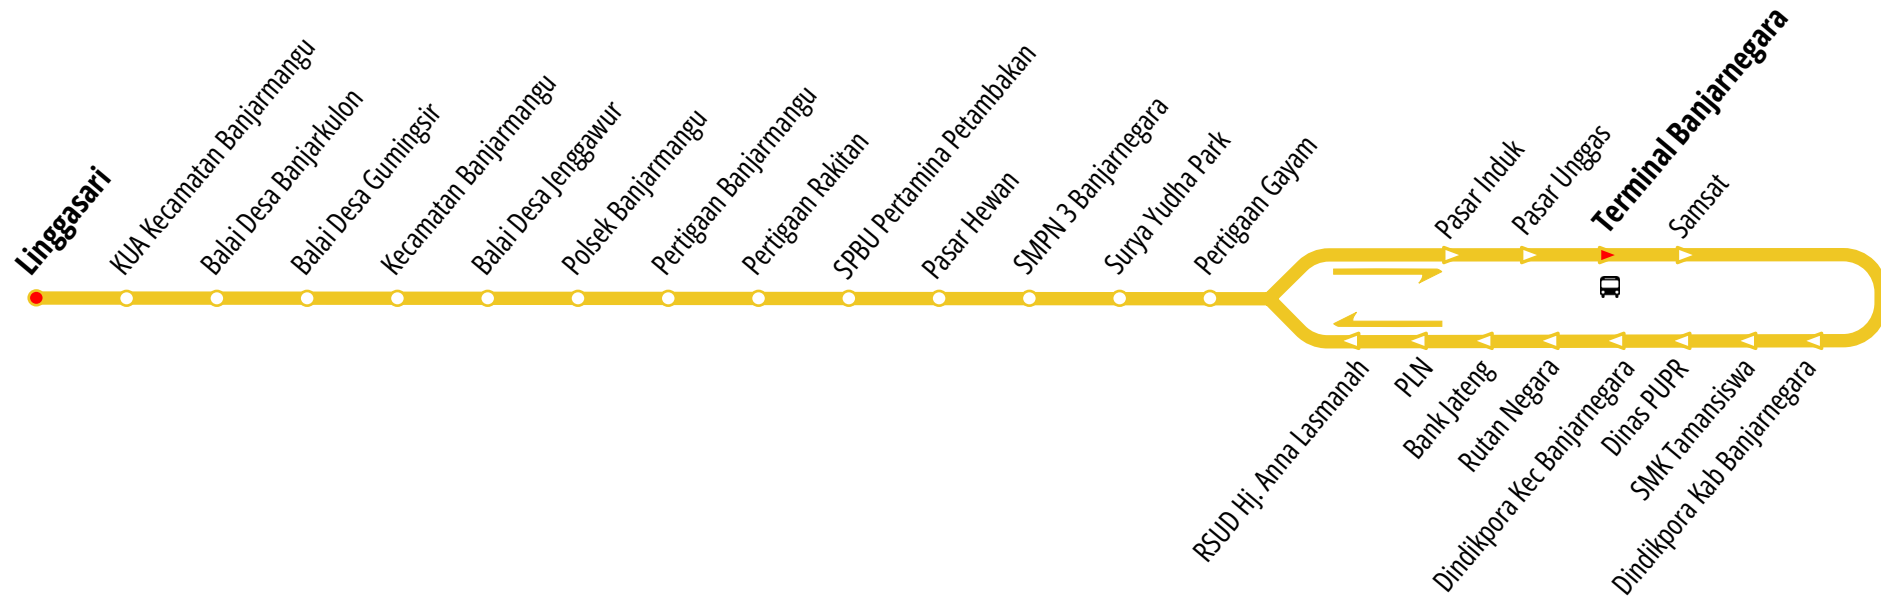 Linggasari
KUA Kecamatan Banjarmangu
Balai Desa Banjarkulon
Balai Desa Gumingsir
Kecamatan Banjarmangu
Balai Desa Jenggawur
Polsek Banjarmangu
Pertigaan Banjarmangu
Pertigaan Rakitan
SPBU Pertamina Petambakan
Pasar Hewan
SMPN 3 Banjarnegara
Surya Yudha Park
Pertigaan Gayam
Pasar Induk
Pasar Unggas
Terminal Banjarnegara
Samsat
RSUD Hj. Anna Lasmanah
PLN
Bank Jateng
Rutan Negara
Dindikpora Kec Banjarnegara
Dinas PUPR
SMK Tamansiswa
Dindikpora Kab Banjarnegara